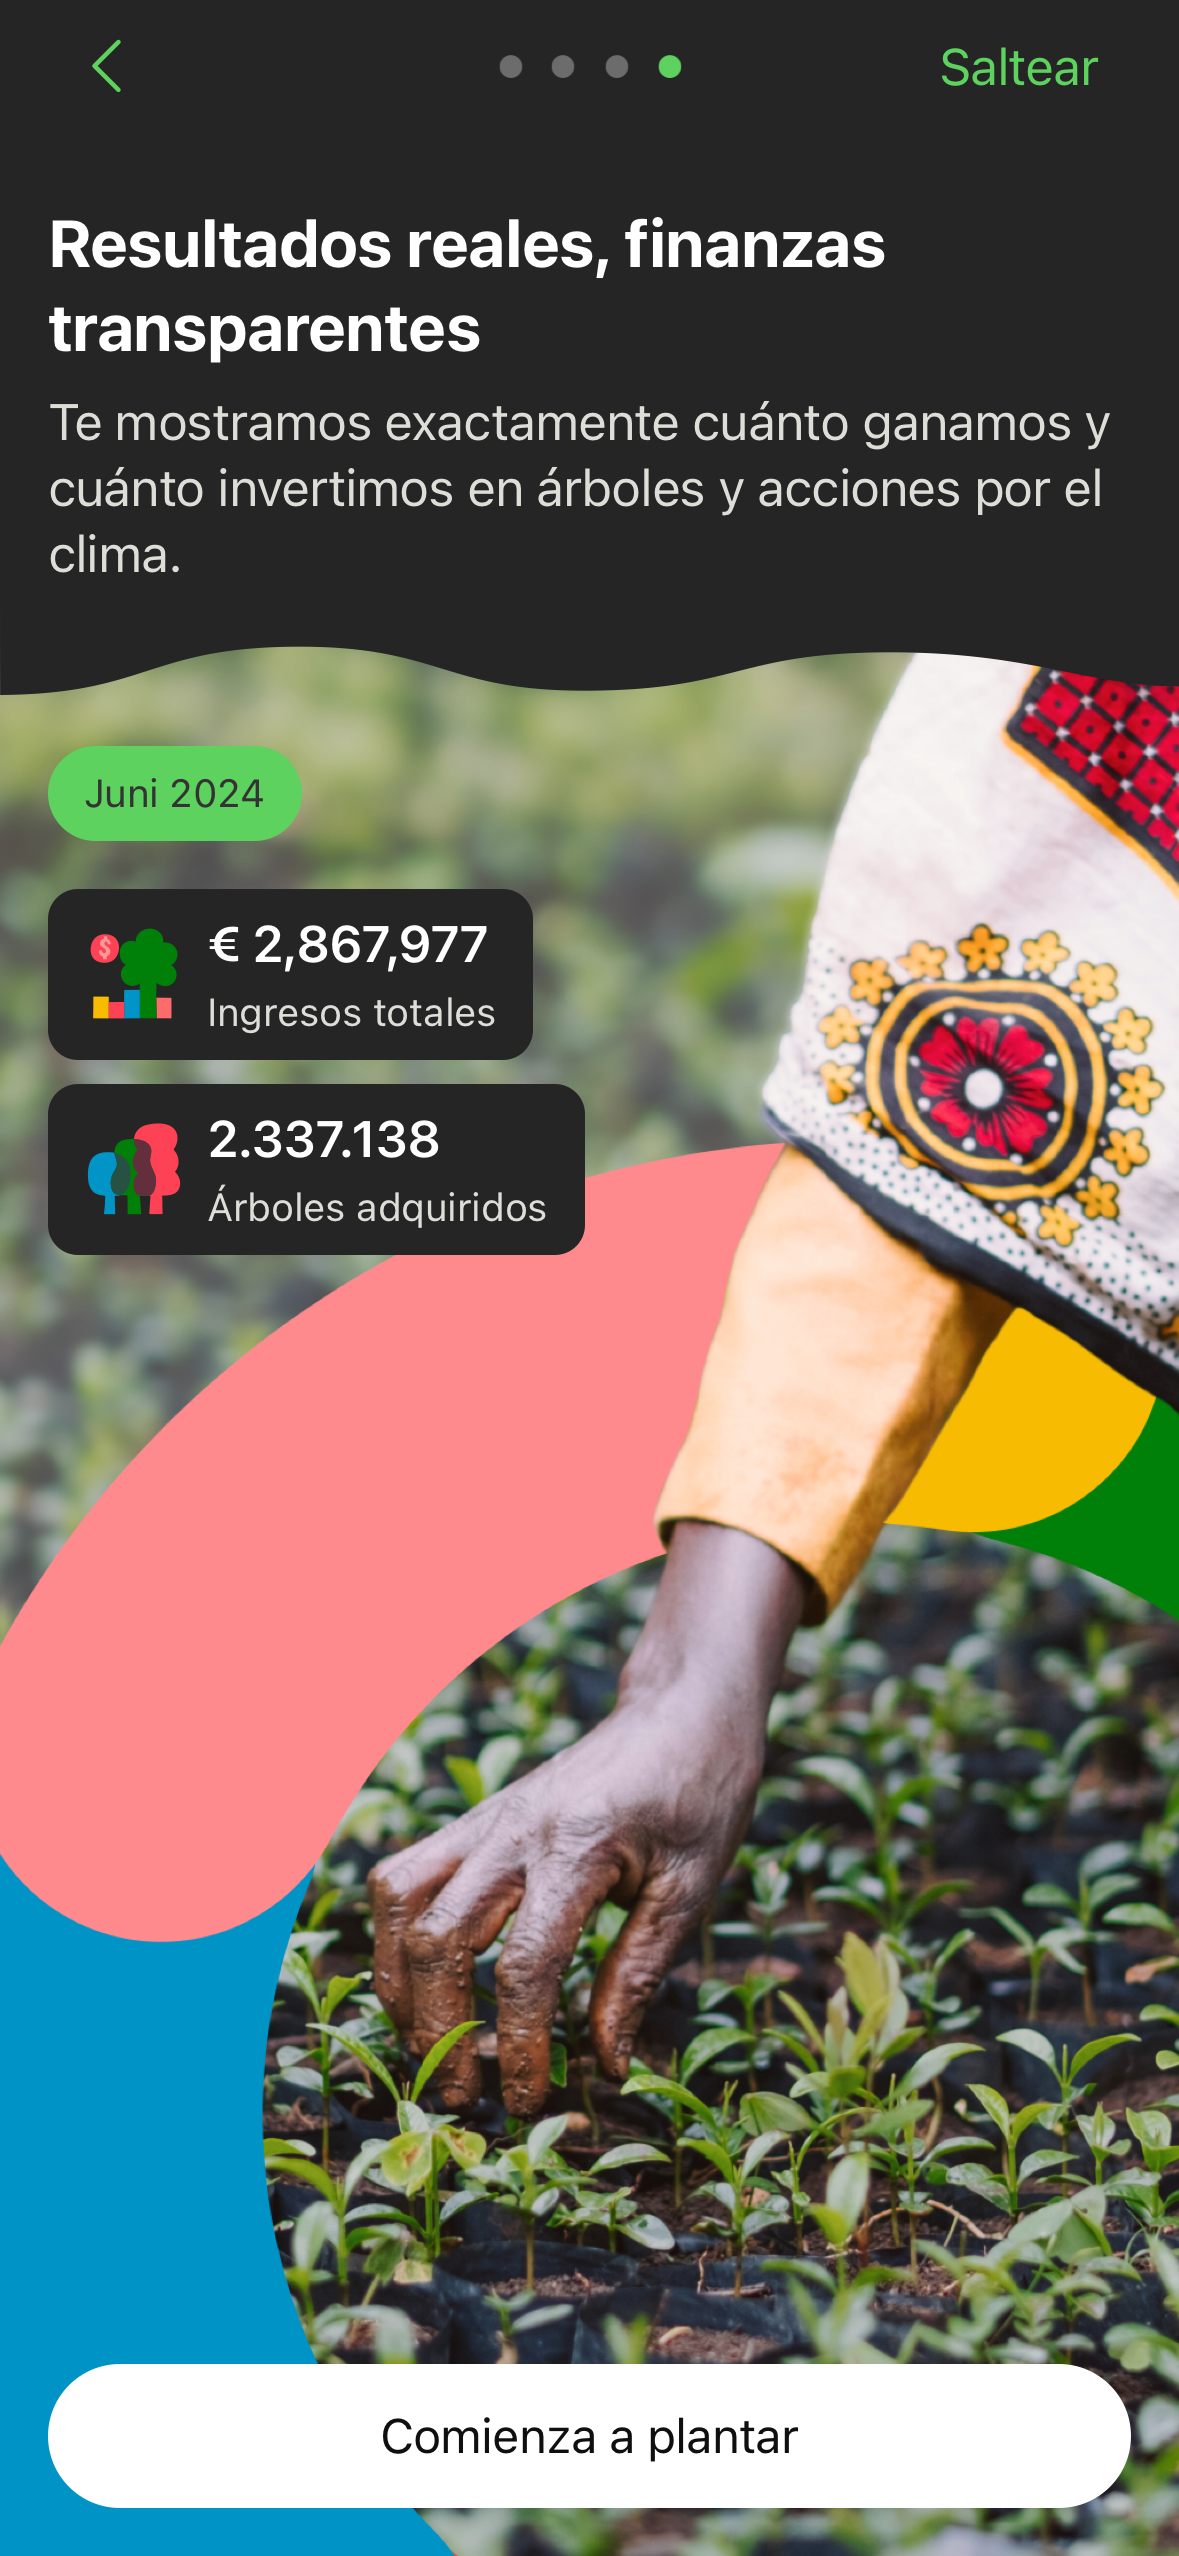 Saltear
Resultados reales, finanzas
transparentes
Te mostramos exactamente cuánto ganamos y
cuánto invertimos en árboles y acciones por el
clima.
Juni 2024
$
€ 2,867,977
Ingresos totales
2.337.138
Árboles adquiridos
Comienza a plantar